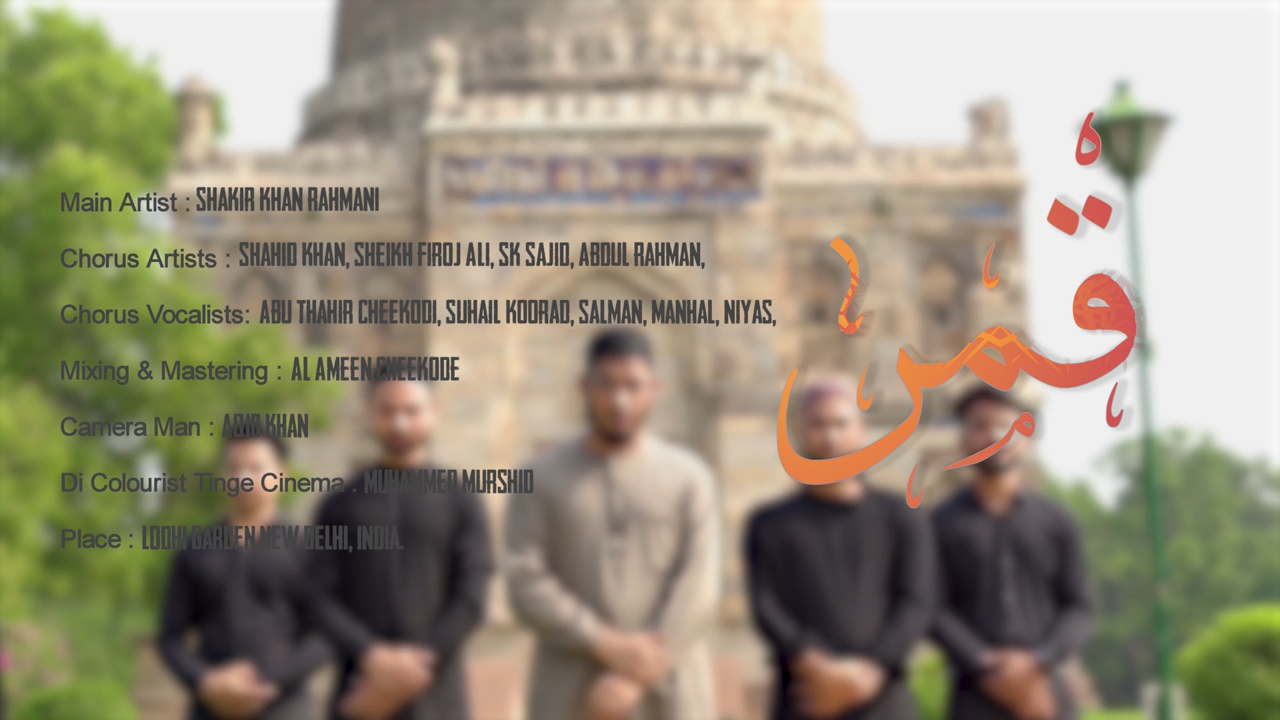 Main Artist : SHAKIR KHAN RAHMANI
Chorus Artists : SHAHID KHAN, SHEIKH FIROJ ALI, SK SAJID, ABDUL RAHMAN,
Chorus Vocalists: ABU THAHIR CHEEKODI, SUHAIL KOORAD, SALMAN, MANHAL, NIYAS,
Mixing & Mastering : AL AMEEN CHEEKODE
Camera Man : ABID KHAN
Di Colourist Tinge Cinema : MUHAMMED MURSHID
Place : LODHI GARDEN NEW DELHI, INDIA.
قمر